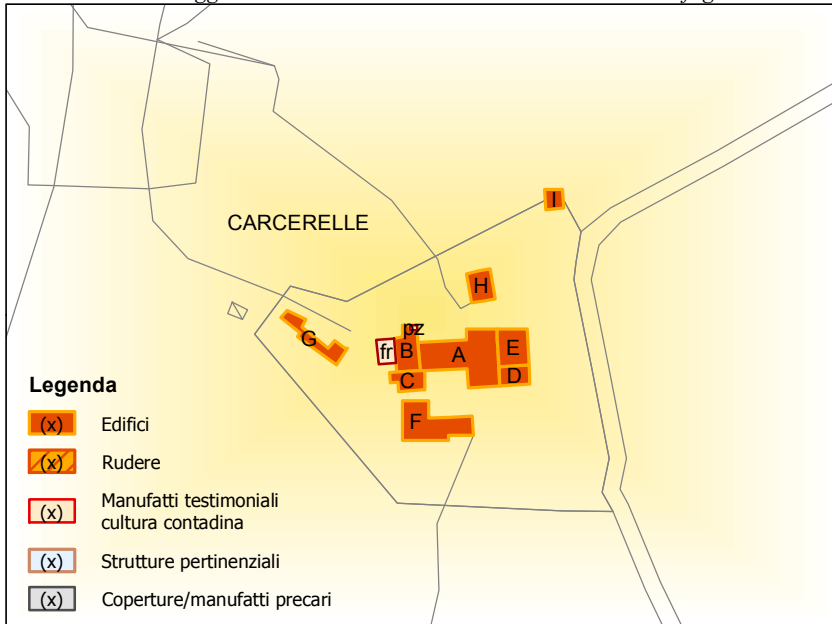 CARCERELLE
I
H
pz
G
fr
B
A
E
C
D
F
Legenda
(x) Edifici
(x) Rudere
(x) Manufatti testimoniali
cultura contadina
(x) Strutture pertinenziali
(x) Coperture/manufatti precari